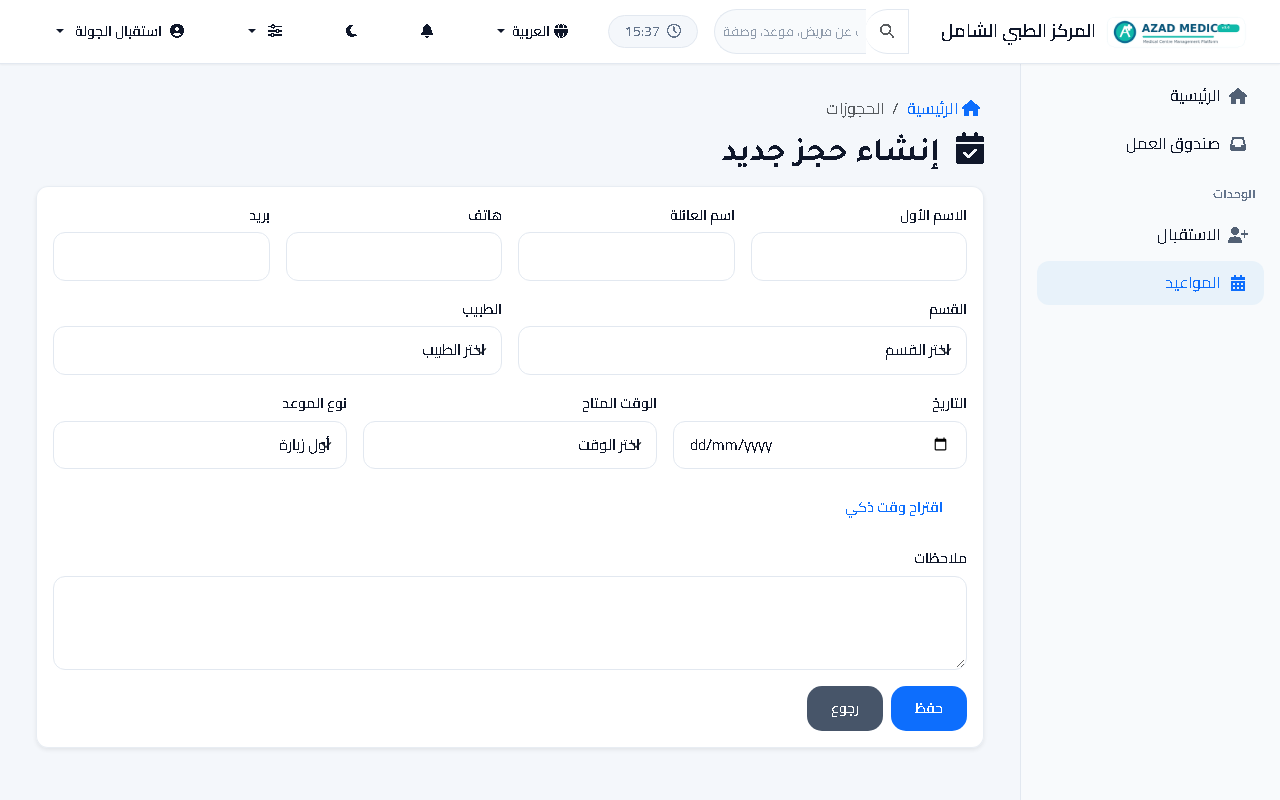 AZAD MEDIC
Medical Centre Management Platform
المركز الطبي الشامل
عن مريض، موعد، وصفة
15:37
العربية
استقبال الجولة
الرئيسية
صندوق العمل
الوحدات
الاستقبال
المواعيد
الرئيسية / الحجوزات
إنشاء حجز جديد
الاسم الأول
اسم العائلة
هاتف
بريد
القسم
الطبيب
اختر القسم
اختر الطبيب
التاريخ
الوقت المتاح
نوع الموعد
dd/mm/yyyy
اختر الوقت
أول زيارة
اقتراح وقت ذكي
ملاحظات
حفظ
رجوع